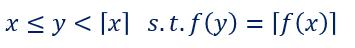 x ≤ y < ⌈x⌉ s.t. f(y) = ⌈f(x)⌉